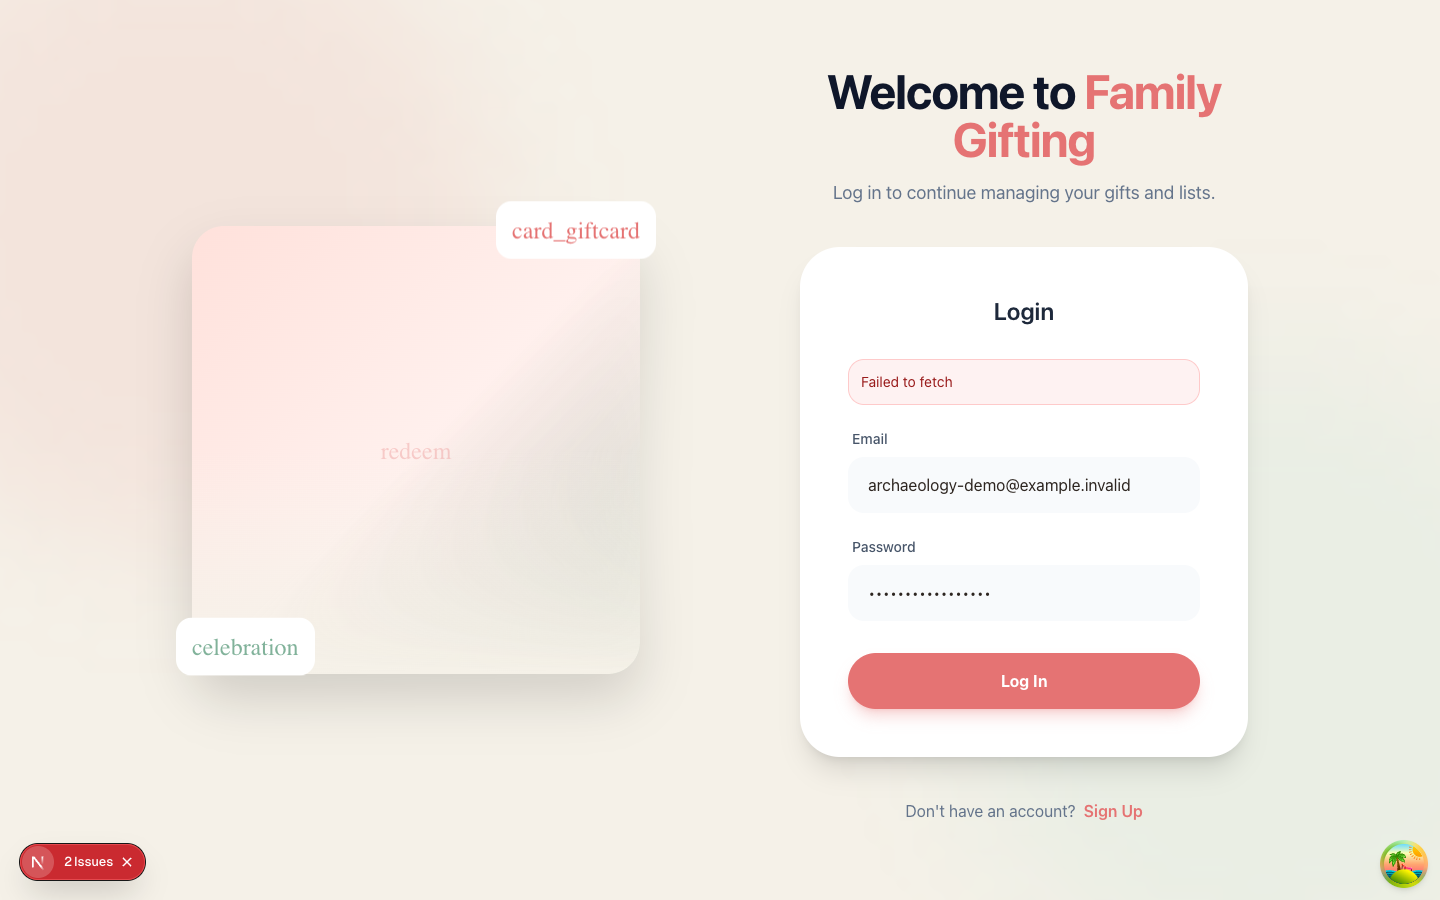 Welcome to Family
Gifting
Log in to continue managing your gifts and lists.
card_giftcard
redeem
celebration
Login
Failed to fetch
Email
archaeology-demo@example.invalid
Password
•••••••••••••••••
Log In
Don't have an account? Sign Up
N
2 Issues